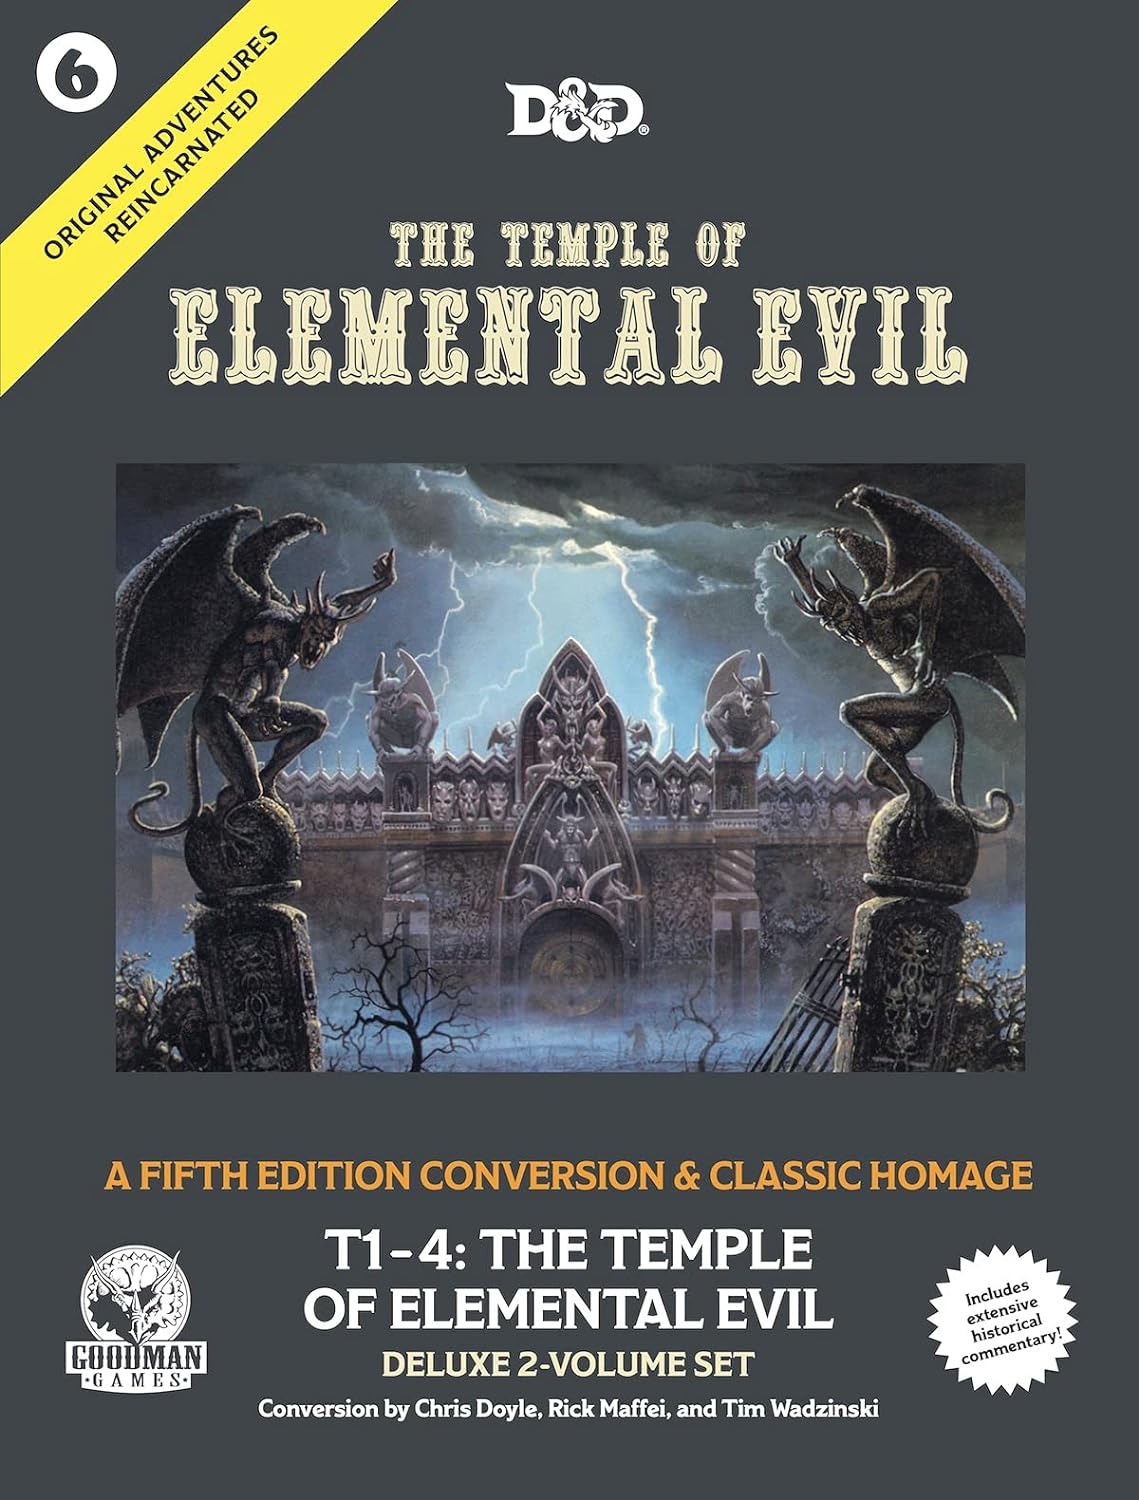 6
ORIGINAL ADVENTURES
REINCARNATED
D&D®
THE TEMPLE OF
ELEMENTAL EVIL
A FIFTH EDITION CONVERSION & CLASSIC HOMAGE
T1-4: THE TEMPLE
OF ELEMENTAL EVIL
DELUXE 2-VOLUME SET
Conversion by Chris Doyle, Rick Maffei, and Tim Wadzinski
GOODMAN
·GAMES·
Includes
extensive
historical
commentary!